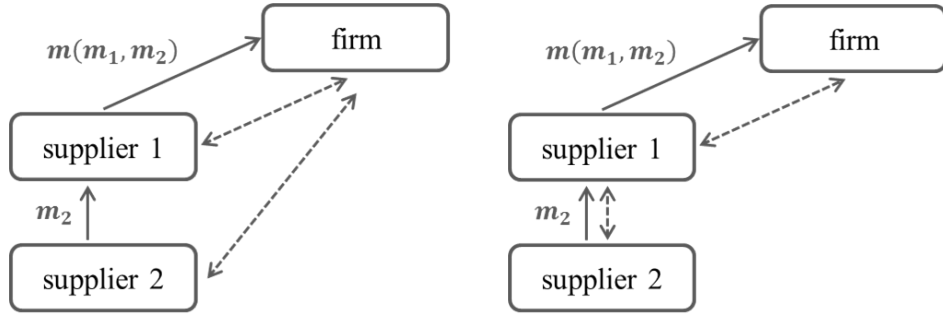 firm
m(m₁, m₂)
supplier 1
m₂
supplier 2
firm
m(m₁, m₂)
supplier 1
m₂
supplier 2